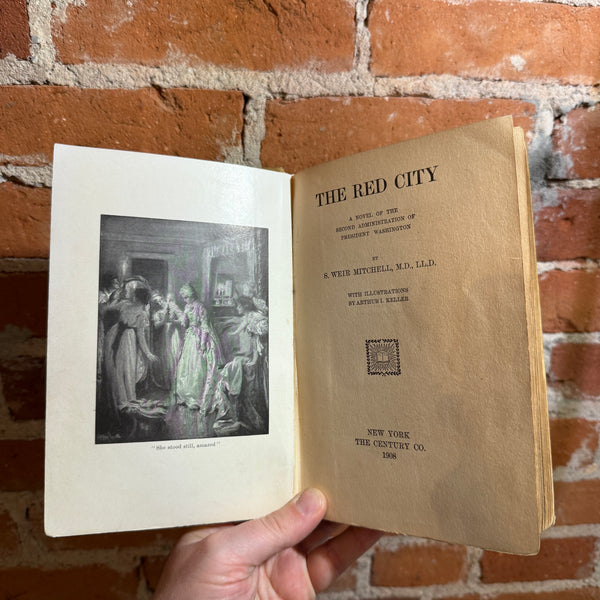 "She stood still, amazed"
THE RED CITY
A NOVEL OF THE
SECOND ADMINISTRATION OF
PRESIDENT WASHINGTON
BY
S. WEIR MITCHELL, M.D., LL.D.
WITH ILLUSTRATIONS
BY ARTHUR I. KELLER
NEW YORK
THE CENTURY CO.
1908